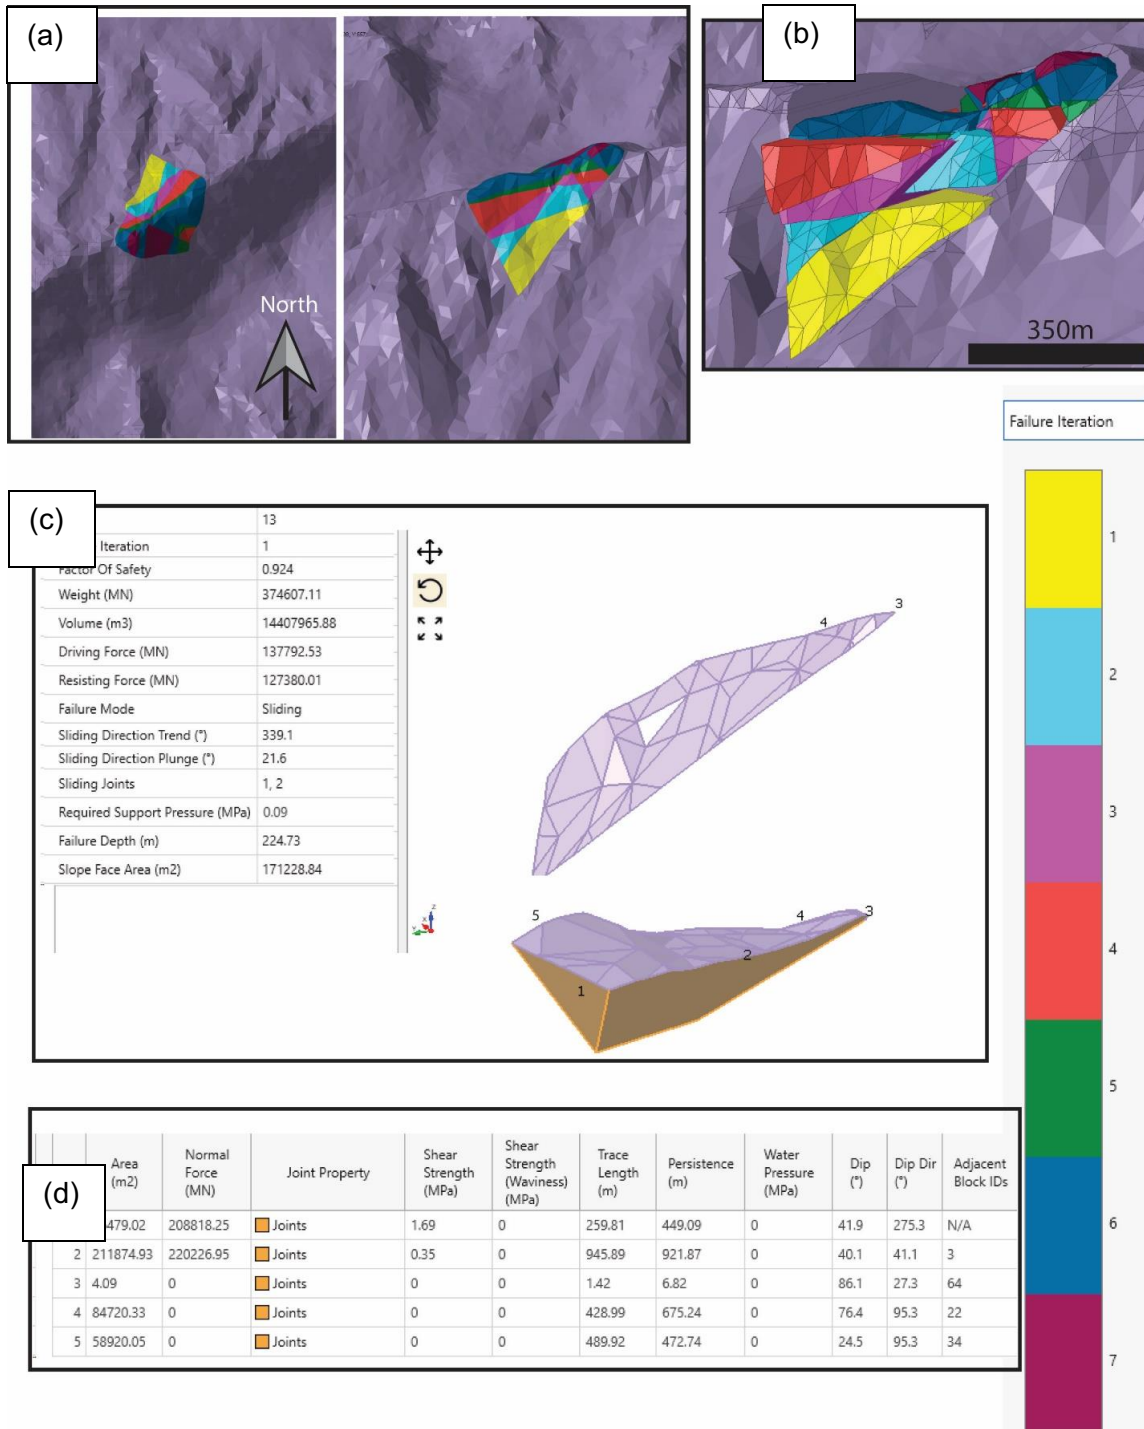 (a)
(b)
North
350m
Failure Iteration
1
2
3
4
5
6
7
(c)
13
Iteration 1
Factor Of Safety 0.924
Weight (MN) 374607.11
Volume (m3) 14407965.88
Driving Force (MN) 137792.53
Resisting Force (MN) 127380.01
Failure Mode Sliding
Sliding Direction Trend (°) 339.1
Sliding Direction Plunge (°) 21.6
Sliding Joints 1, 2
Required Support Pressure (MPa) 0.09
Failure Depth (m) 224.73
Slope Face Area (m2) 171228.84
3
4
5
4
3
2
1
(d)
Area (m2) Normal Force (MN) Joint Property Shear Strength (MPa) Shear Strength (Waviness) (MPa) Trace Length (m) Persistence (m) Water Pressure (MPa) Dip (°) Dip Dir (°) Adjacent Block IDs
479.02 208818.25 Joints 1.69 0 259.81 449.09 0 41.9 275.3 N/A
2 211874.93 220226.95 Joints 0.35 0 945.89 921.87 0 40.1 41.1 3
3 4.09 0 Joints 0 0 1.42 6.82 0 86.1 27.3 64
4 84720.33 0 Joints 0 0 428.99 675.24 0 76.4 95.3 22
5 58920.05 0 Joints 0 0 489.92 472.74 0 24.5 95.3 34